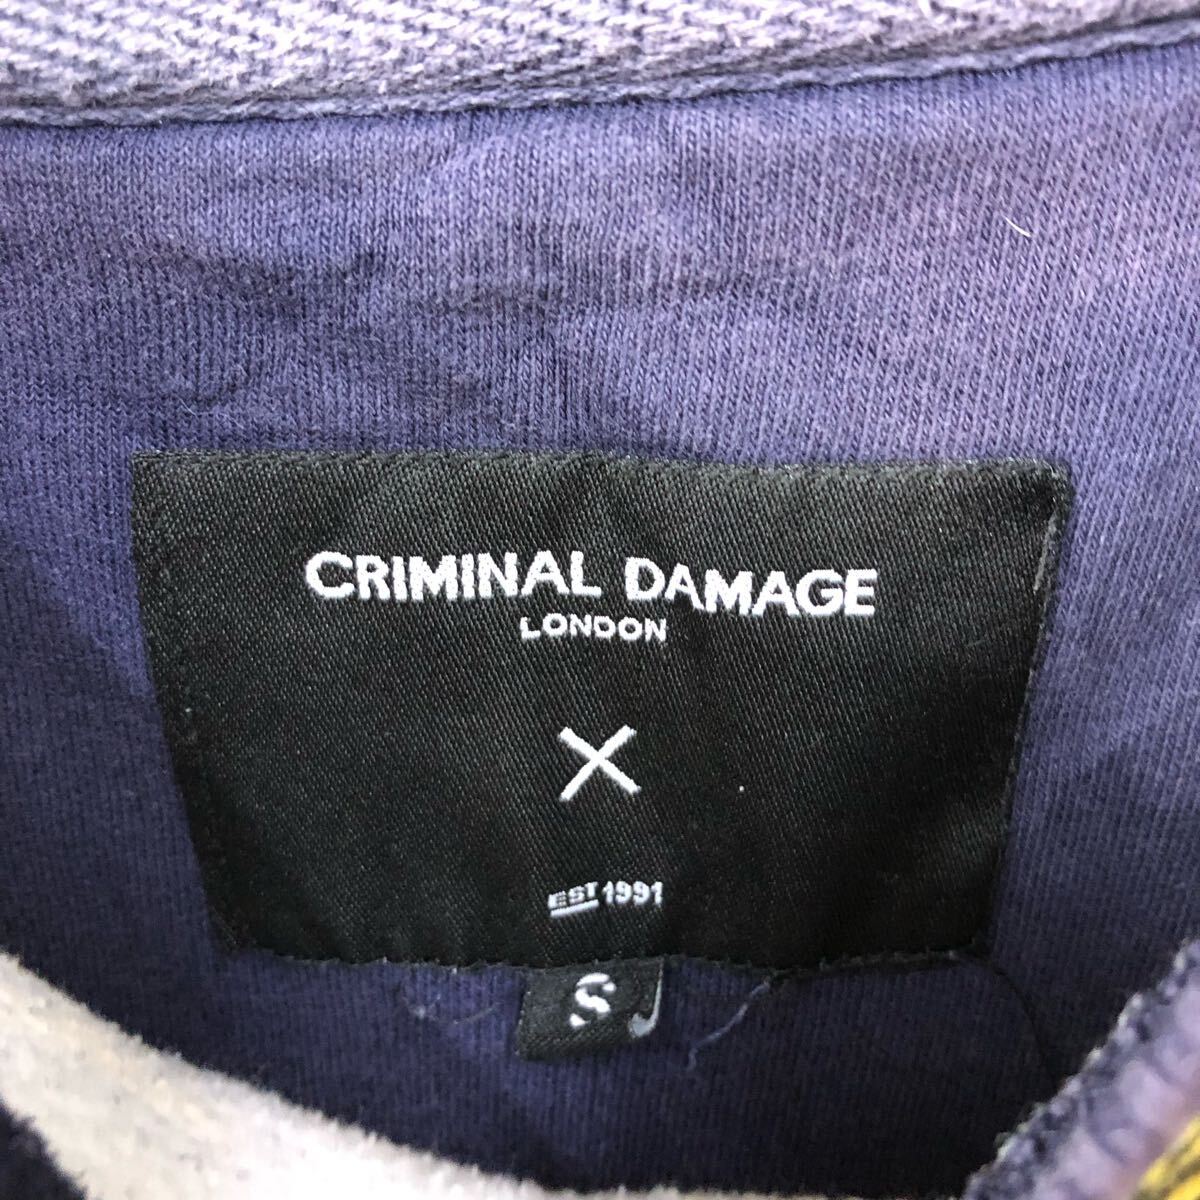 CRIMINAL DAMAGE
LONDON
EST 1991
S